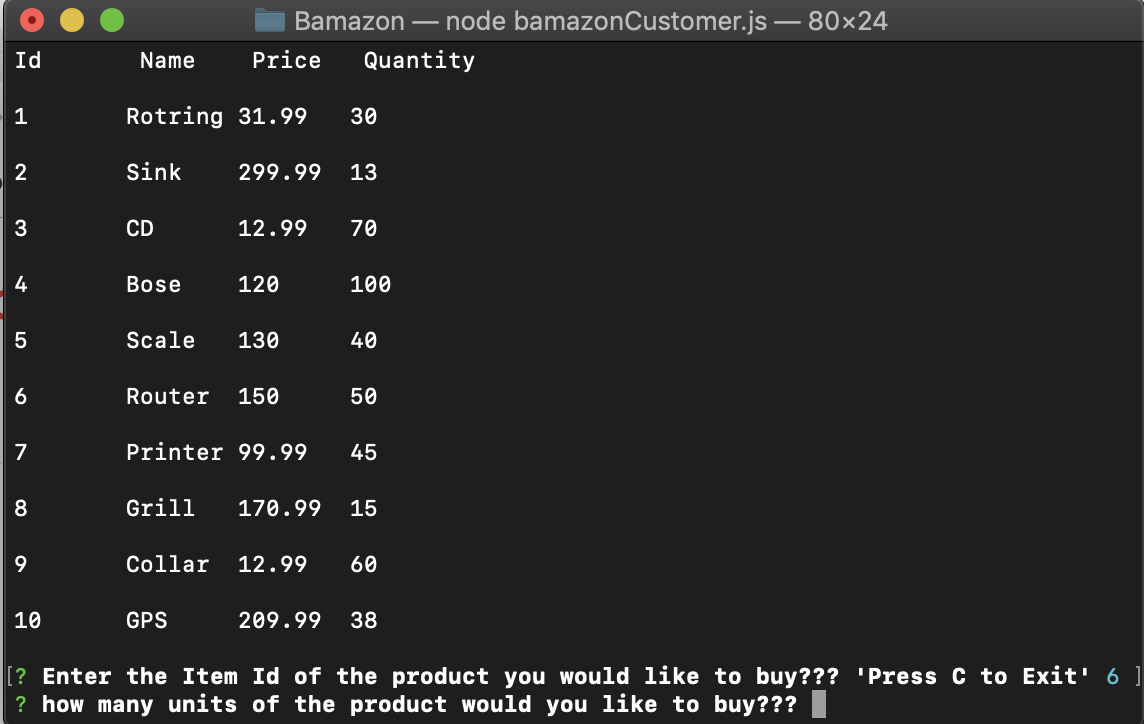 Bamazon — node bamazonCustomer.js — 80×24
Id Name Price Quantity
1 Rotring 31.99 30
2 Sink 299.99 13
3 CD 12.99 70
4 Bose 120 100
5 Scale 130 40
6 Router 150 50
7 Printer 99.99 45
8 Grill 170.99 15
9 Collar 12.99 60
10 GPS 209.99 38
[? Enter the Item Id of the product you would like to buy??? 'Press C to Exit' 6 ]
? how many units of the product would you like to buy???